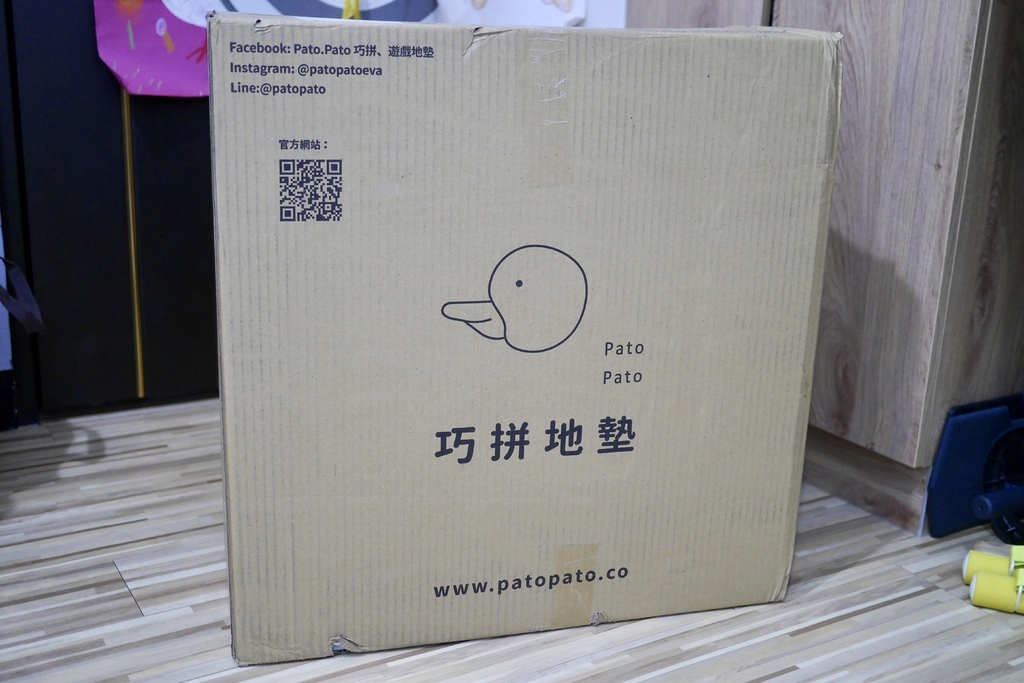 Facebook: Pato.Pato 巧拼、遊戲地墊
Instagram: @patopatoeva
Line:@patopato
官方網站：
Pato
Pato
巧拼地墊
www.patopato.co